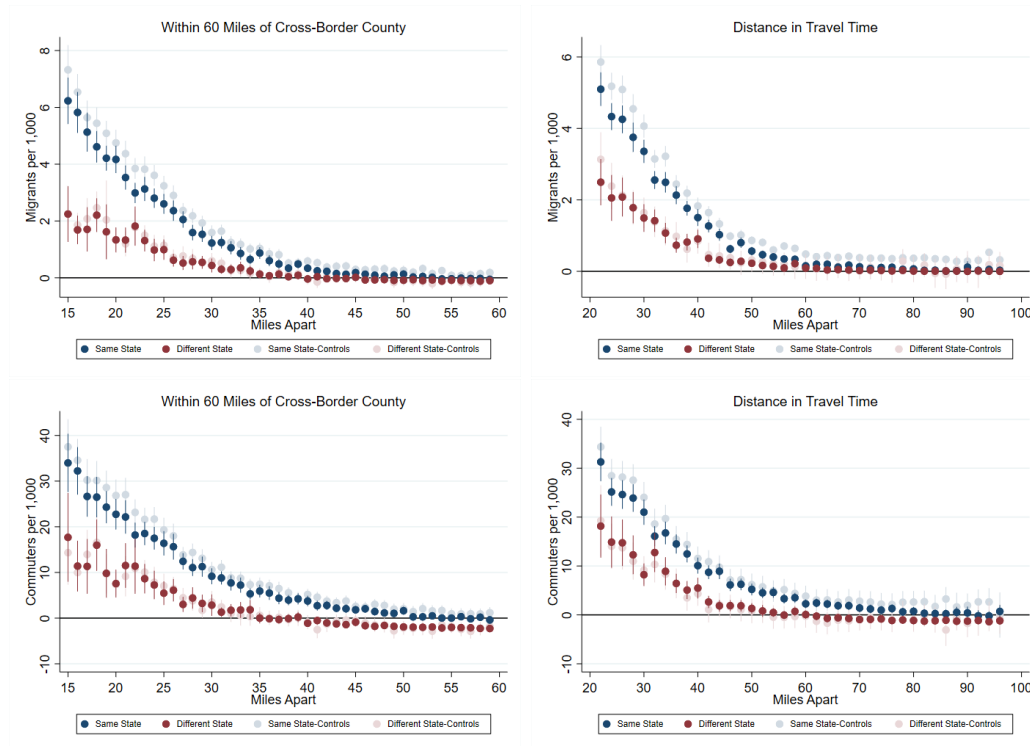 Within 60 Miles of Cross-Border County
Migrants per 1,000
8
6
4
2
0
15 20 25 30 35 40 45 50 55 60
Miles Apart
Same State Different State Same State-Controls Different State-Controls
Distance in Travel Time
Migrants per 1,000
6
4
2
0
20 30 40 50 60 70 80 90 100
Miles Apart
Same State Different State Same State-Controls Different State-Controls
Within 60 Miles of Cross-Border County
Commuters per 1,000
40
30
20
10
0
-10
15 20 25 30 35 40 45 50 55 60
Miles Apart
Same State Different State Same State-Controls Different State-Controls
Distance in Travel Time
Commuters per 1,000
40
30
20
10
0
-10
20 30 40 50 60 70 80 90 100
Miles Apart
Same State Different State Same State-Controls Different State-Controls